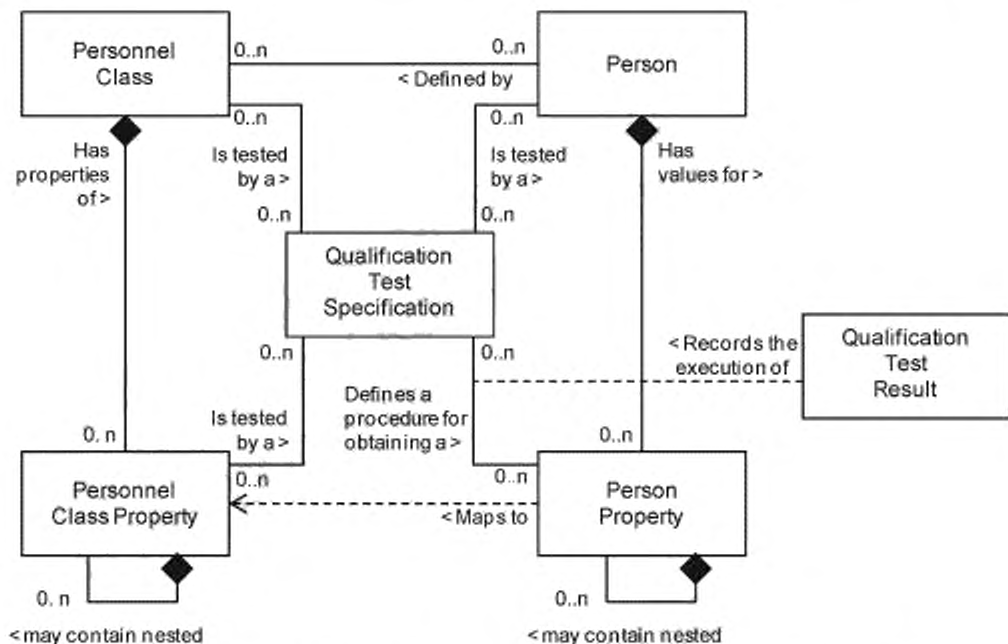 Personnel
Class
0..n
0..n
< Defined by
Person
0..n
0..n
Has
properties
of >
Is tested
by a >
Is tested
by a >
Has
values for >
0..n
0..n
Qualification
Test
Specification
0..n
0..n
< Records the
execution of
Qualification
Test
Result
Defines a
procedure for
obtaining a >
Is tested
by a >
0. n
0..n
0..n
0..n
Personnel
Class Property
< Maps to
Person
Property
0. n
0..n
< may contain nested
< may contain nested